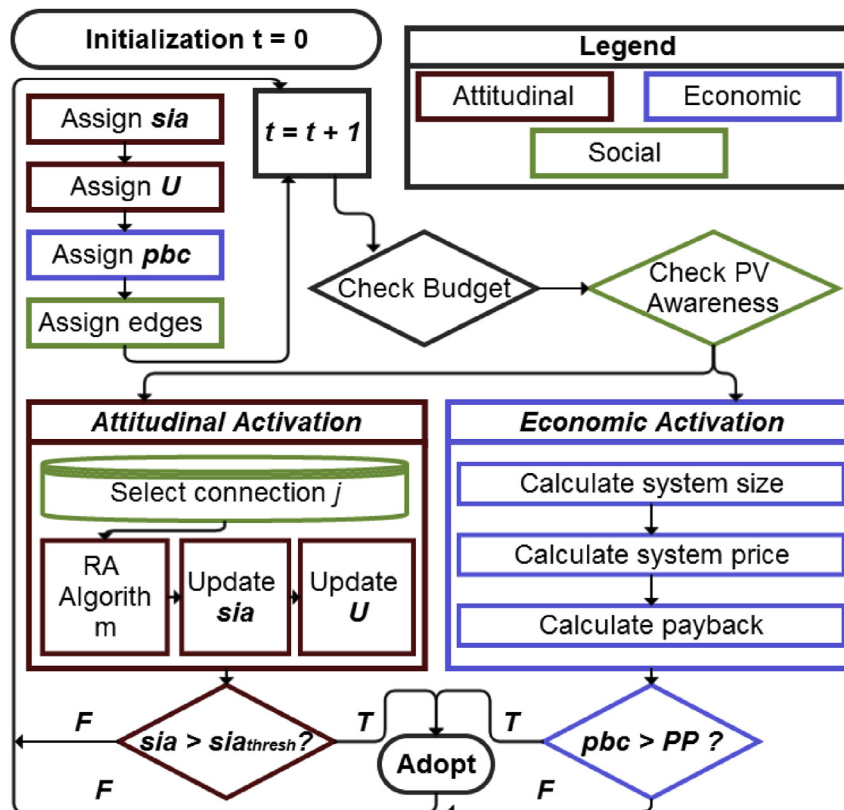 Initialization t = 0
Legend
Attitudinal
Economic
Social
Assign sia
Assign U
Assign pbc
Assign edges
t = t + 1
Check Budget
Check PV
Awareness
Attitudinal Activation
Select connection j
RA
Algorith
m
Update
sia
Update
U
Economic Activation
Calculate system size
Calculate system price
Calculate payback
sia > siathresh?
F
T
F
Adopt
T
pbc > PP ?
F